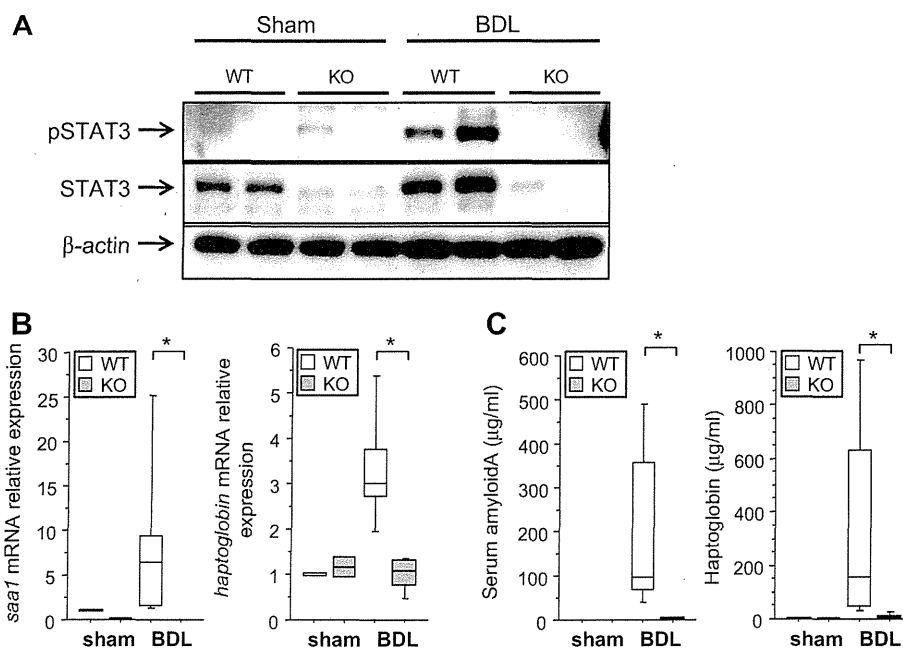 A
Sham
BDL
WT
KO
WT
KO
pSTAT3
STAT3
β-actin
B
saa1 mRNA relative expression
30
25
20
15
10
5
0
WT
KO
*
sham BDL
haptoglobin mRNA relative
expression
6
5
4
3
2
1
0
WT
KO
*
sham BDL
C
Serum amyloidA (μg/ml)
600
500
400
300
200
100
0
WT
KO
*
sham BDL
Haptoglobin (μg/ml)
1000
800
600
400
200
0
WT
KO
*
sham BDL